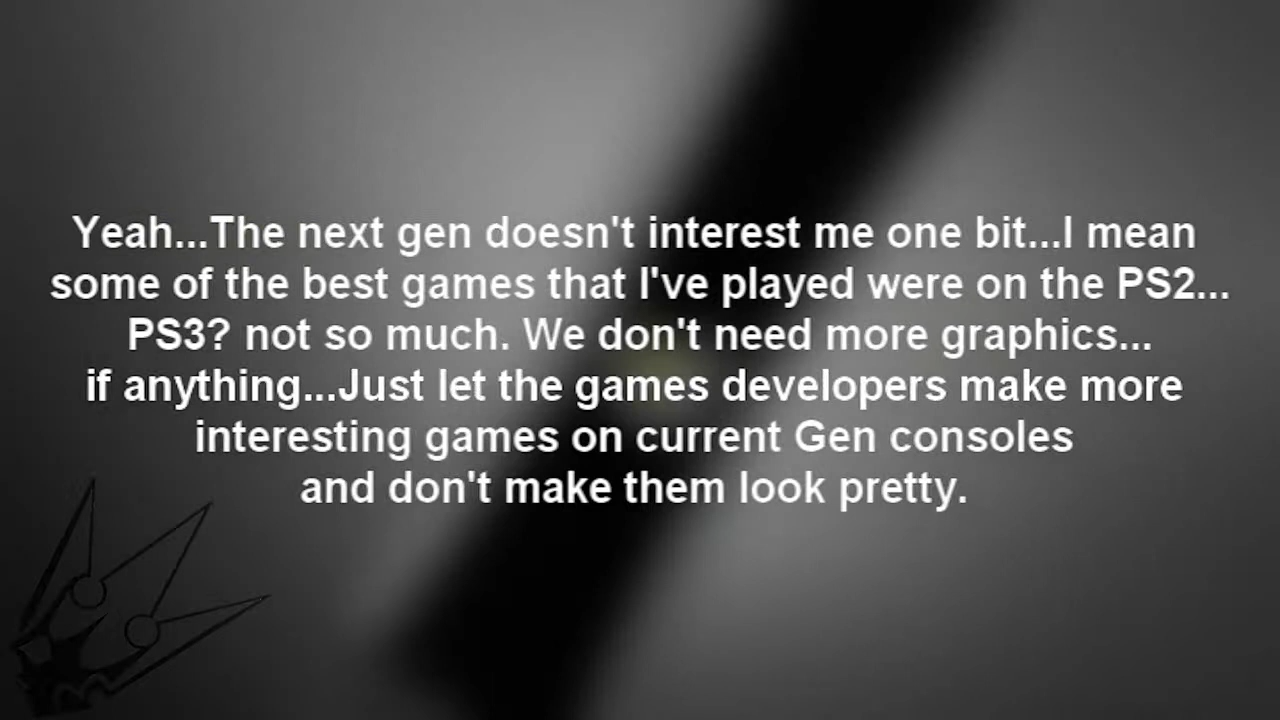 Yeah...The next gen doesn't interest me one bit...I mean
some of the best games that I've played were on the PS2...
PS3? not so much. We don't need more graphics...
if anything...Just let the games developers make more
interesting games on current Gen consoles
and don't make them look pretty.